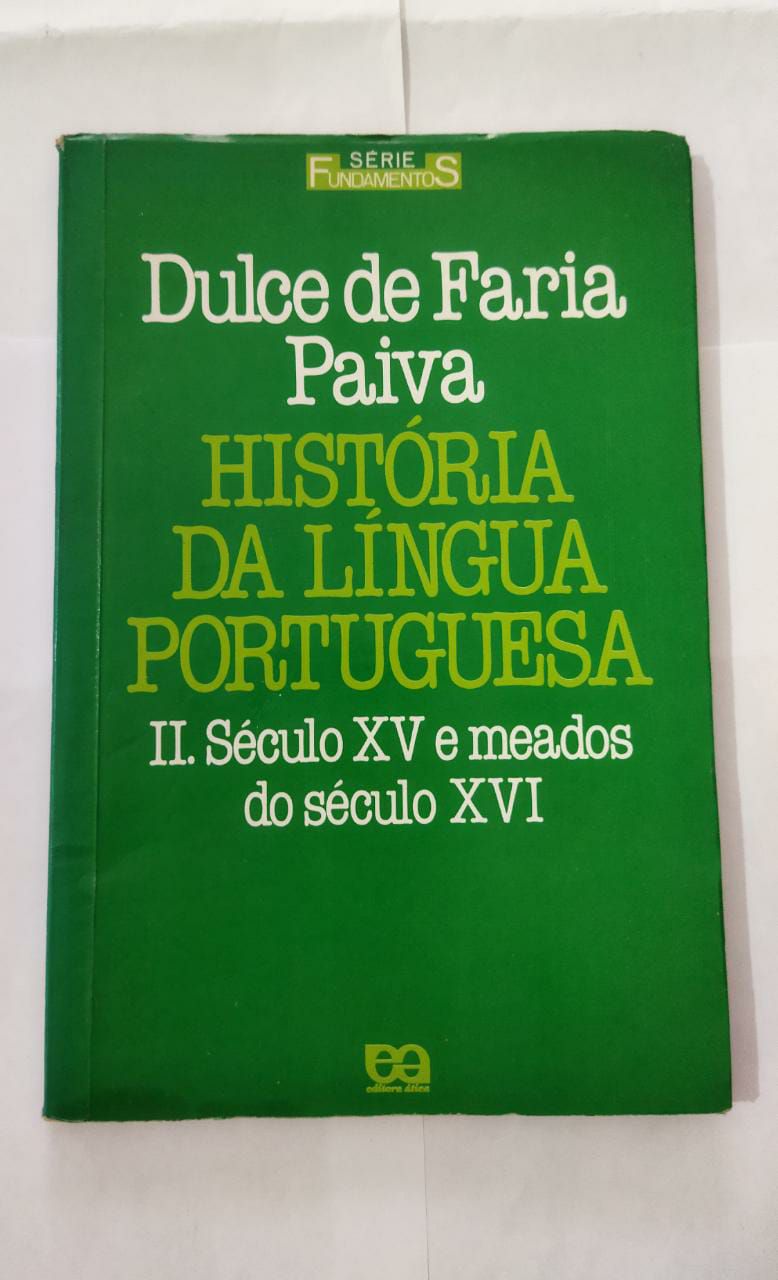 SÉRIE
FUNDAMENTOS
Dulce de Faria
Paiva
HISTÓRIA
DA LÍNGUA
PORTUGUESA
II. Século XV e meados
do século XVI
ea
editora ática